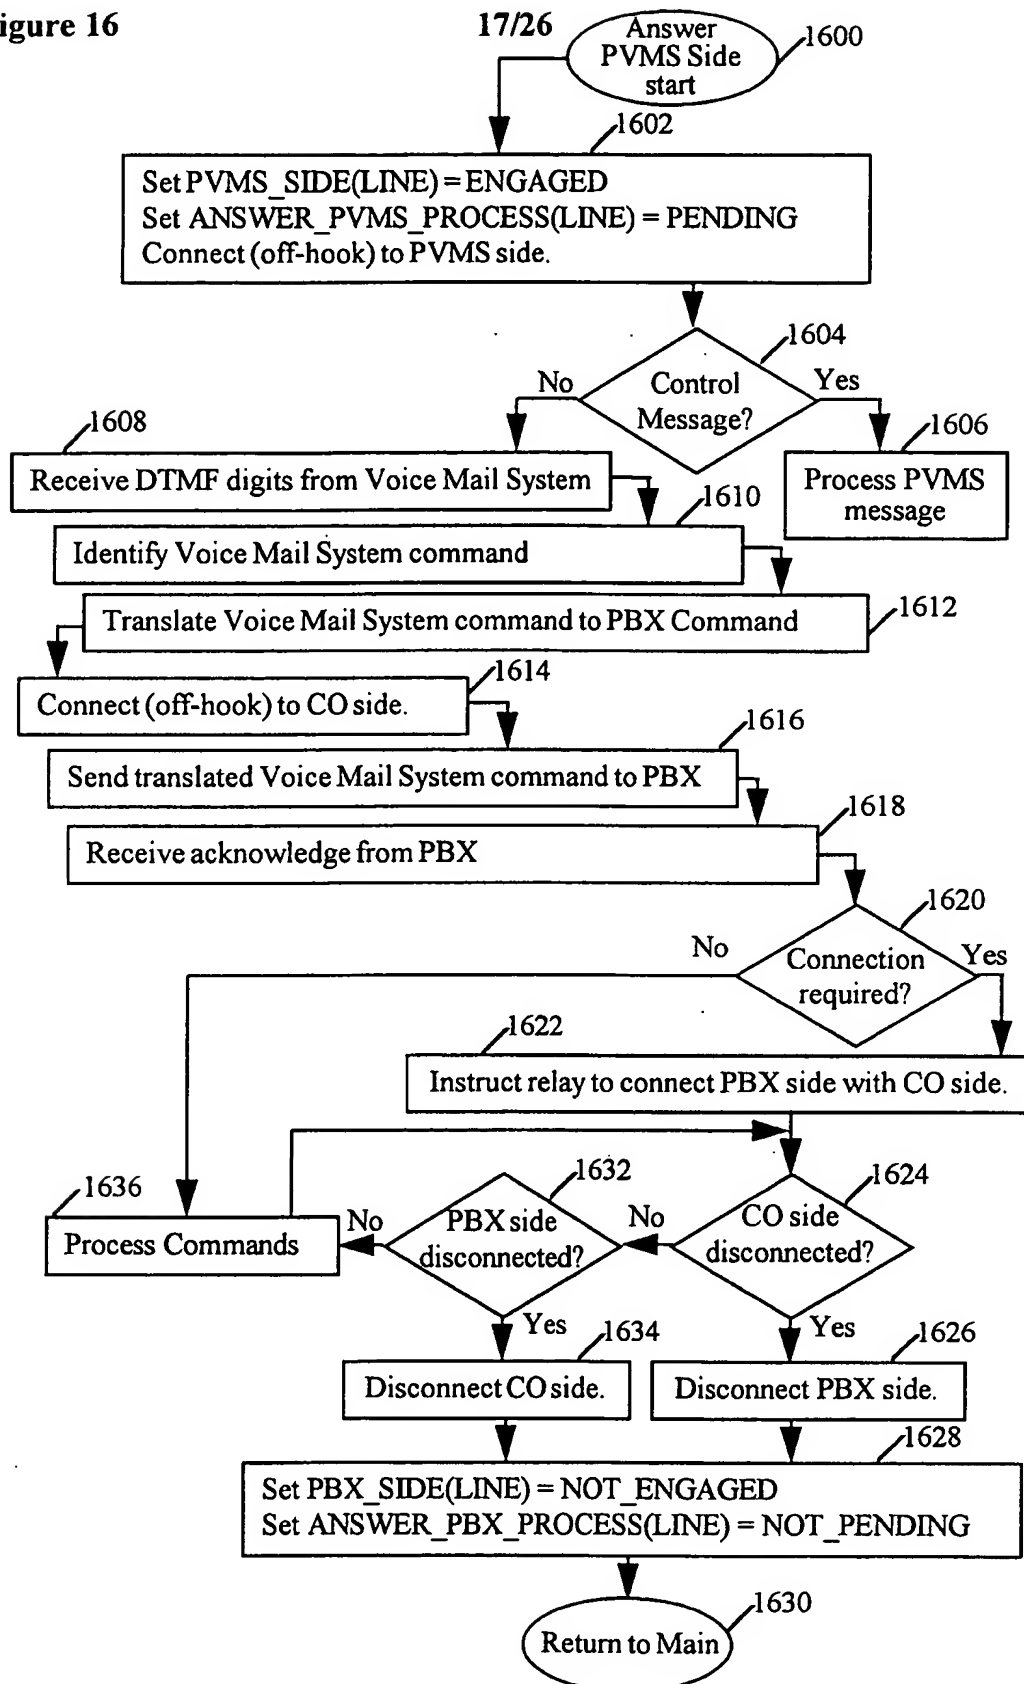 igure 16
17/26
Answer
PVMS Side
start
1600
1602
Set PVMS_SIDE(LINE) = ENGAGED
Set ANSWER_PVMS_PROCESS(LINE) = PENDING
Connect (off-hook) to PVMS side.
1604
Control
Message?
No
Yes
1606
Process PVMS
message
1608
Receive DTMF digits from Voice Mail System
1610
Identify Voice Mail System command
1612
Translate Voice Mail System command to PBX Command
1614
Connect (off-hook) to CO side.
1616
Send translated Voice Mail System command to PBX
1618
Receive acknowledge from PBX
1620
Connection
required?
No
Yes
1622
Instruct relay to connect PBX side with CO side.
1624
CO side
disconnected?
No
Yes
1632
PBX side
disconnected?
No
Yes
1636
Process Commands
1634
Disconnect CO side.
1626
Disconnect PBX side.
1628
Set PBX_SIDE(LINE) = NOT_ENGAGED
Set ANSWER_PBX_PROCESS(LINE) = NOT_PENDING
1630
Return to Main